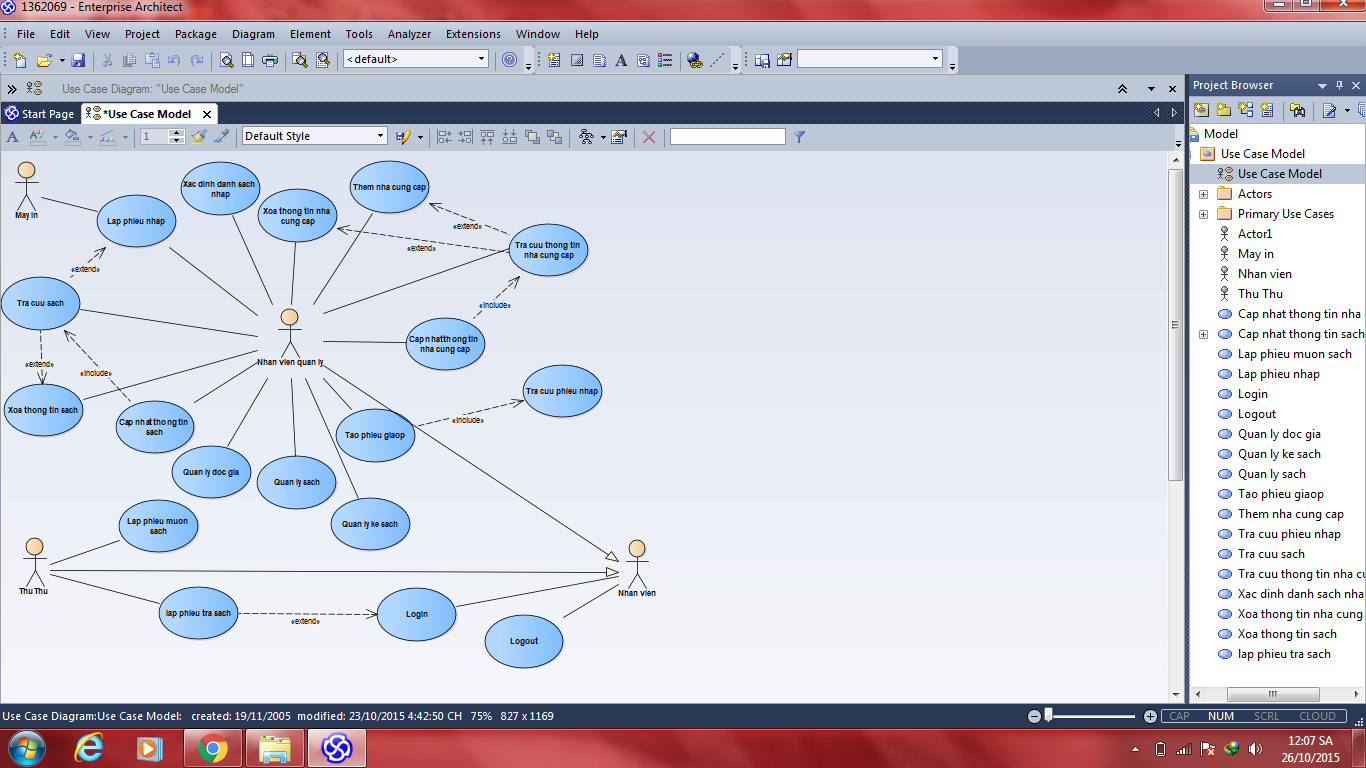 1362069 - Enterprise Architect
File Edit View Project Package Diagram Element Tools Analyzer Extensions Window Help
<default>
Use Case Diagram: "Use Case Model"
Start Page
*Use Case Model
1
Default Style
May in
Lap phieu nhap
Xac dinh danh sach
nhap
Xoa thong tin nha
cung cap
Them nha cung cap
Tra cuu thong tin
nha cung cap
«extend»
«extend»
«extend»
Tra cuu sach
«include»
Cap nhat thong tin
nha cung cap
Nhan vien quan ly
«extend»
«include»
Xoa thong tin sach
Cap nhat thong tin
sach
Tra cuu phieu nhap
«include»
Tao phieu giaop
Quan ly doc gia
Quan ly sach
Quan ly ke sach
Lap phieu muon
sach
Thu Thu
Nhan vien
lap phieu tra sach
«extend»
Login
Logout
Project Browser
Model
Use Case Model
Use Case Model
Actors
Primary Use Cases
Actor1
May in
Nhan vien
Thu Thu
Cap nhat thong tin nha
Cap nhat thong tin sach
Lap phieu muon sach
Lap phieu nhap
Login
Logout
Quan ly doc gia
Quan ly ke sach
Quan ly sach
Tao phieu giaop
Them nha cung cap
Tra cuu phieu nhap
Tra cuu sach
Tra cuu thong tin nha cu
Xac dinh danh sach nha
Xoa thong tin nha cung
Xoa thong tin sach
lap phieu tra sach
Use Case Diagram:Use Case Model: created: 19/11/2005 modified: 23/10/2015 4:42:50 CH 75% 827 x 1169
CAP NUM SCRL CLOUD
12:07 SA
26/10/2015